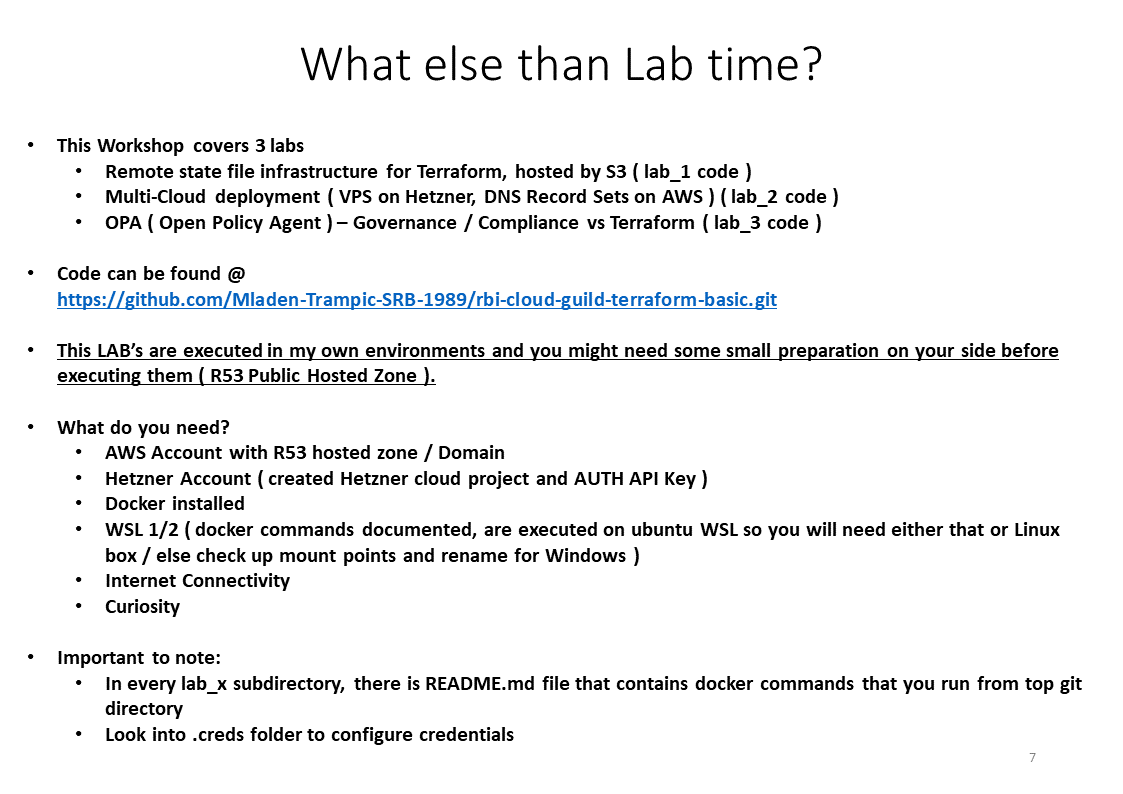 What else than Lab time?
• This Workshop covers 3 labs
• Remote state file infrastructure for Terraform, hosted by S3 ( lab_1 code )
• Multi-Cloud deployment ( VPS on Hetzner, DNS Record Sets on AWS ) ( lab_2 code )
• OPA ( Open Policy Agent ) – Governance / Compliance vs Terraform ( lab_3 code )
• Code can be found @
https://github.com/Mladen-Trampic-SRB-1989/rbi-cloud-guild-terraform-basic.git
• This LAB’s are executed in my own environments and you might need some small preparation on your side before
executing them ( R53 Public Hosted Zone ).
• What do you need?
• AWS Account with R53 hosted zone / Domain
• Hetzner Account ( created Hetzner cloud project and AUTH API Key )
• Docker installed
• WSL 1/2 ( docker commands documented, are executed on ubuntu WSL so you will need either that or Linux
box / else check up mount points and rename for Windows )
• Internet Connectivity
• Curiosity
• Important to note:
• In every lab_x subdirectory, there is README.md file that contains docker commands that you run from top git
directory
• Look into .creds folder to configure credentials
7